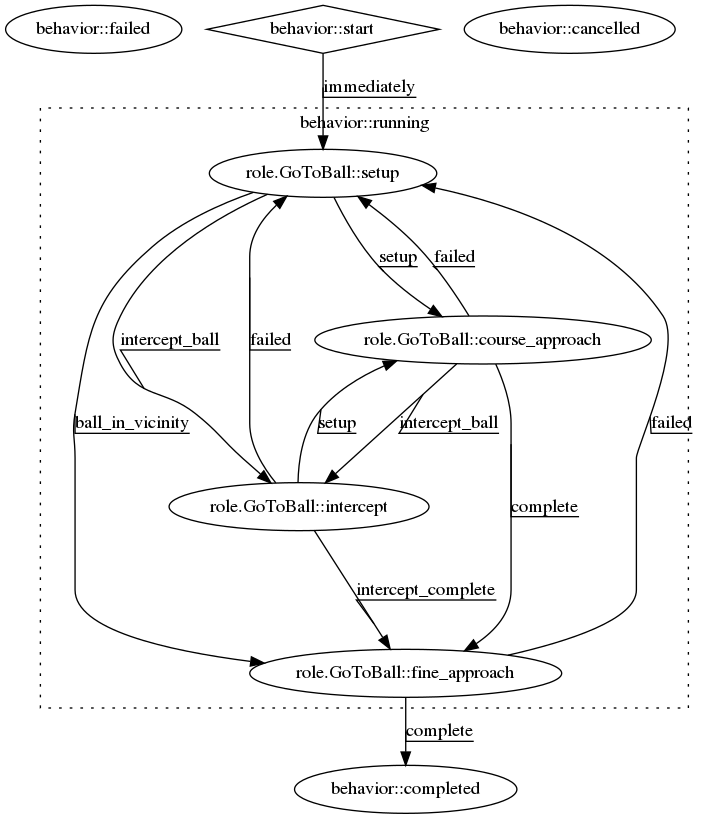 behavior::failed
behavior::start
behavior::cancelled
immediately
behavior::running
role.GoToBall::setup
setup
failed
intercept_ball
failed
role.GoToBall::course_approach
ball_in_vicinity
setup
intercept_ball
failed
role.GoToBall::intercept
complete
intercept_complete
role.GoToBall::fine_approach
complete
behavior::completed